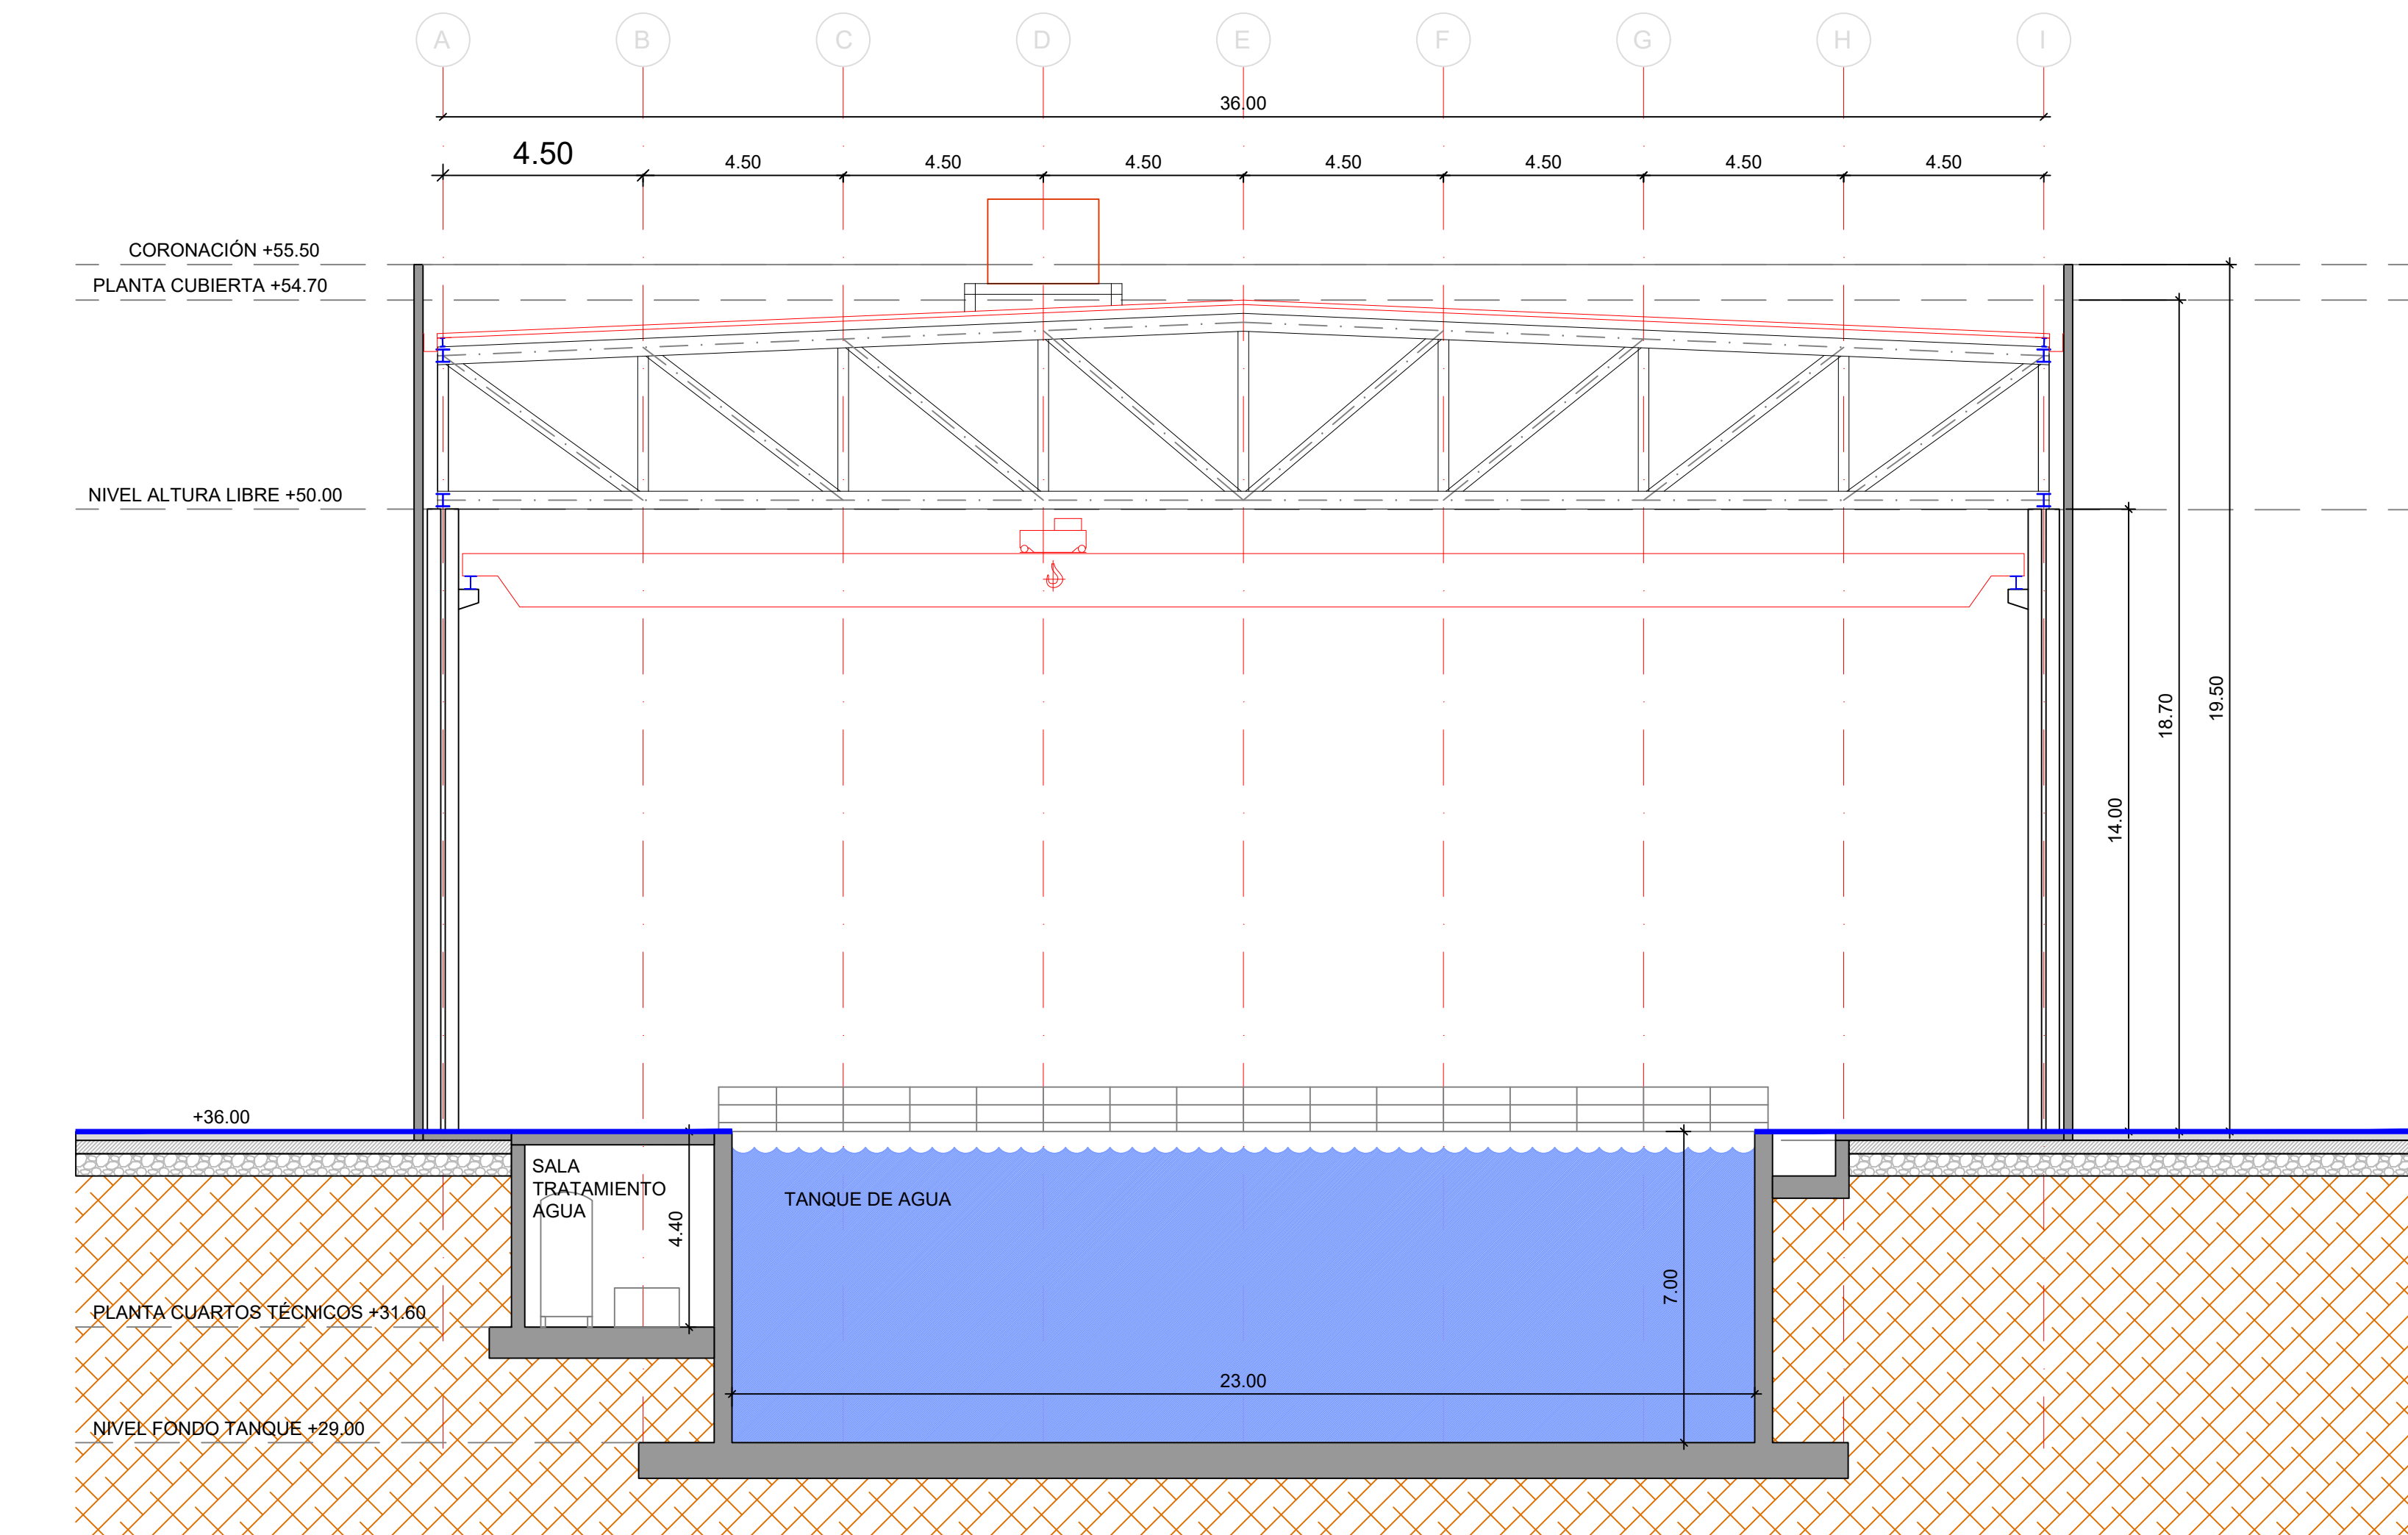 A B C D E F G H I
36.00
4.50 4.50 4.50 4.50 4.50 4.50 4.50 4.50
CORONACIÓN +55.50
PLANTA CUBIERTA +54.70
NIVEL ALTURA LIBRE +50.00
19.50
18.70
14.00
+36.00
SALA
TRATAMIENTO
AGUA
4.40
TANQUE DE AGUA
7.00
PLANTA CUARTOS TÉCNICOS +31.60
23.00
NIVEL FONDO TANQUE +29.00